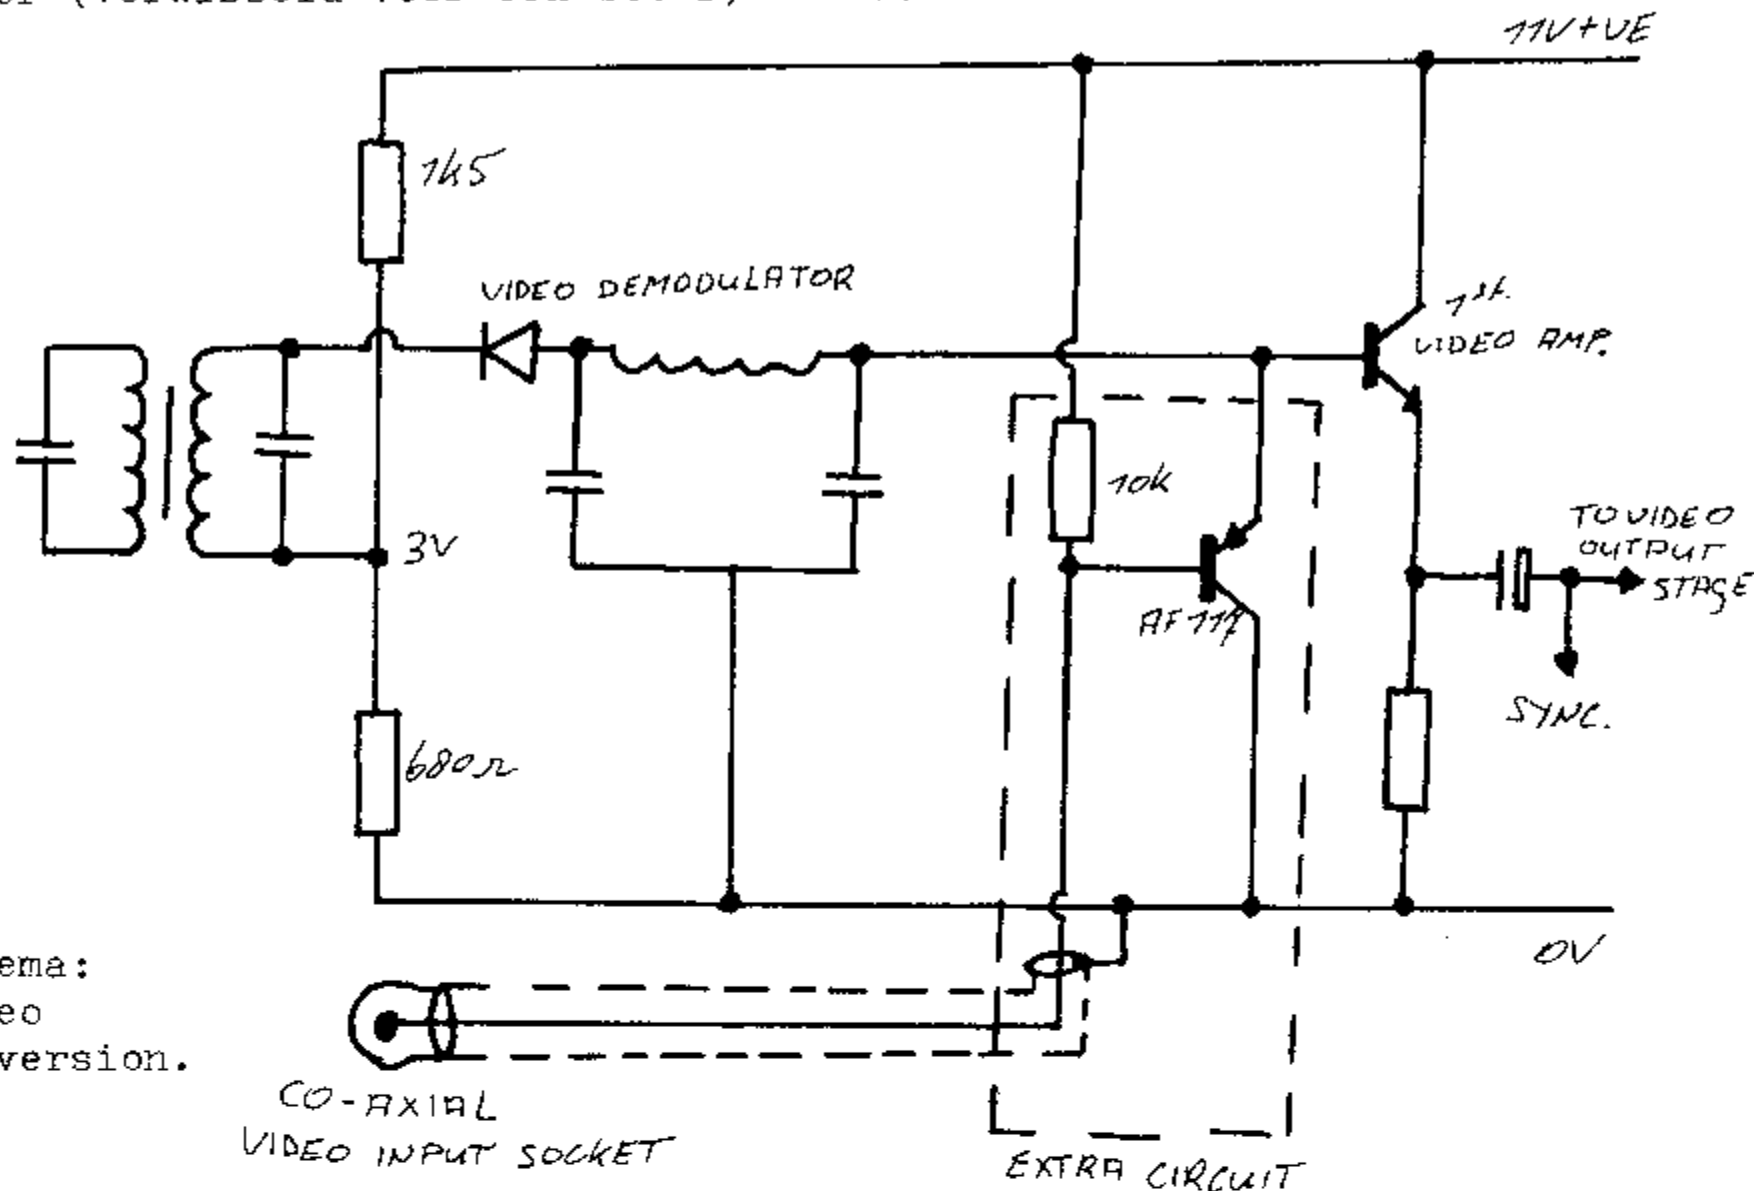 11V+VE
1k5
VIDEO DEMODULATOR
1st.
VIDEO AMP.
3V
10k
AF117
TO VIDEO
OUTPUT
STAGE
SYNC.
680Ω
0V
ema:
eo
version.
CO-AXIAL
VIDEO INPUT SOCKET
EXTRA CIRCUIT